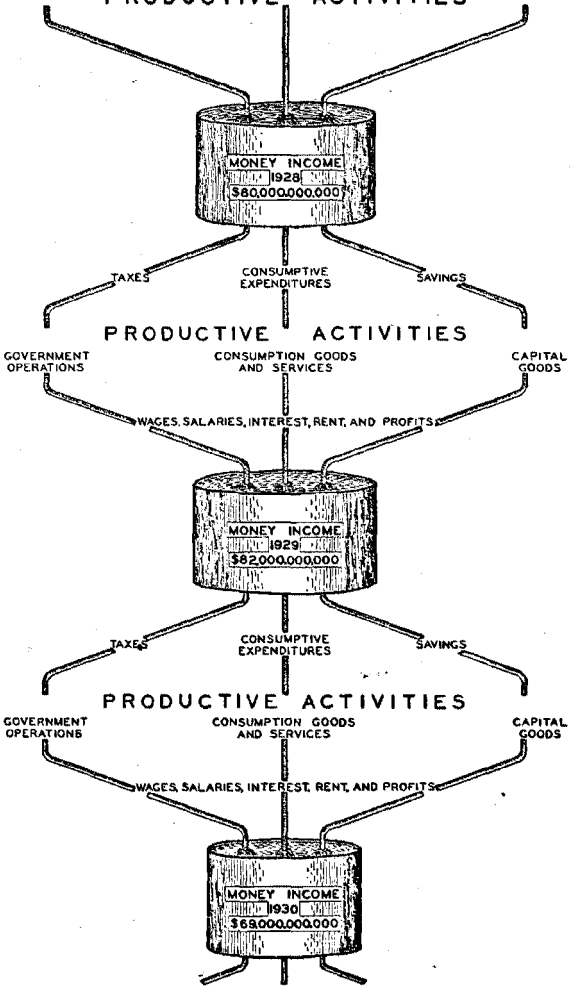 PRODUCTIVE ACTIVITIES
MONEY INCOME
1928
$80,000,000,000
TAXES
CONSUMPTIVE
EXPENDITURES
SAVINGS
PRODUCTIVE ACTIVITIES
GOVERNMENT
OPERATIONS
CONSUMPTION GOODS
AND SERVICES
CAPITAL
GOODS
WAGES, SALARIES, INTEREST, RENT, AND PROFITS
MONEY INCOME
1929
$82,000,000,000
TAXES
CONSUMPTIVE
EXPENDITURES
SAVINGS
PRODUCTIVE ACTIVITIES
GOVERNMENT
OPERATIONS
CONSUMPTION GOODS
AND SERVICES
CAPITAL
GOODS
WAGES, SALARIES, INTEREST, RENT, AND PROFITS
MONEY INCOME
1930
$69,000,000,000